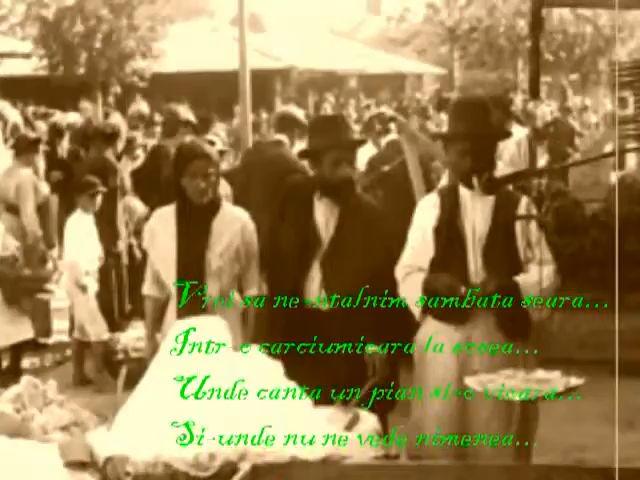 Vrei sa ne-ntalnim sambata seara...
Intr-o carciumioara la sosea...
Unde canta un pian si-o vioara...
Si-unde nu ne vede nimenea...